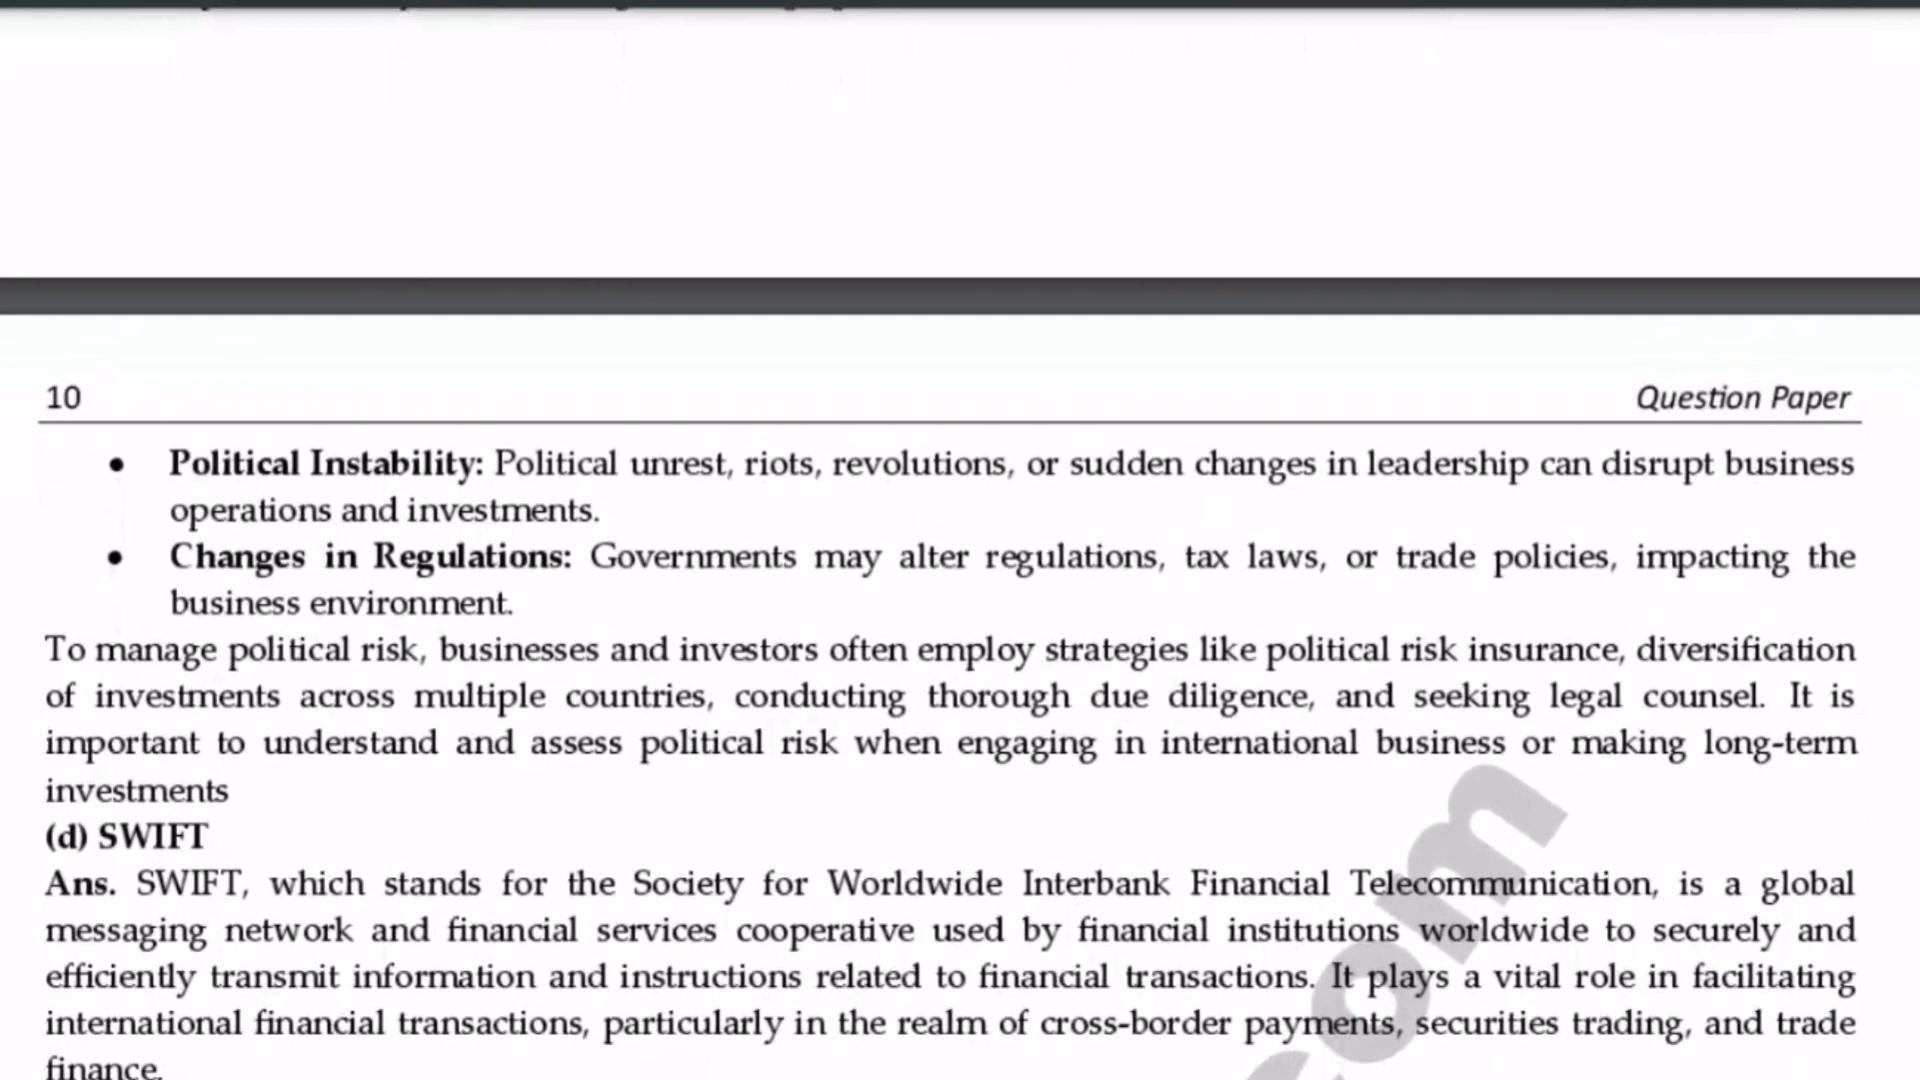 10
Question Paper
• Political Instability: Political unrest, riots, revolutions, or sudden changes in leadership can disrupt business
operations and investments.
• Changes in Regulations: Governments may alter regulations, tax laws, or trade policies, impacting the
business environment.
To manage political risk, businesses and investors often employ strategies like political risk insurance, diversification
of investments across multiple countries, conducting thorough due diligence, and seeking legal counsel. It is
important to understand and assess political risk when engaging in international business or making long-term
investments
(d) SWIFT
Ans. SWIFT, which stands for the Society for Worldwide Interbank Financial Telecommunication, is a global
messaging network and financial services cooperative used by financial institutions worldwide to securely and
efficiently transmit information and instructions related to financial transactions. It plays a vital role in facilitating
international financial transactions, particularly in the realm of cross-border payments, securities trading, and trade
finance.
com